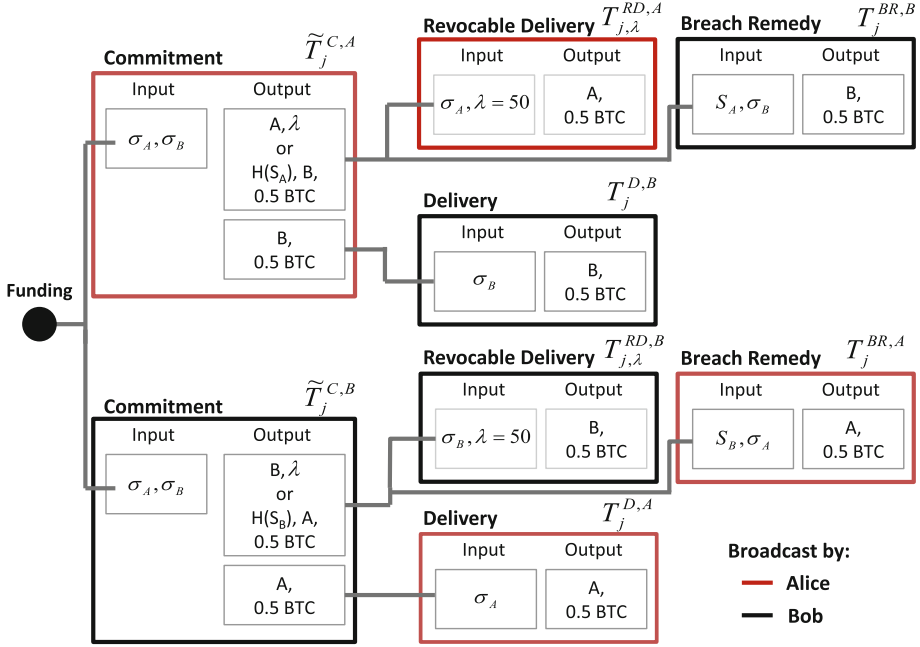 Commitment
T̃_j^{C,A}
Input
Output
σ_A, σ_B
A, λ
or
H(S_A), B,
0.5 BTC
B,
0.5 BTC
Revocable Delivery
T_{j,λ}^{RD,A}
Input
Output
σ_A, λ = 50
A,
0.5 BTC
Breach Remedy
T_j^{BR,B}
Input
Output
S_A, σ_B
B,
0.5 BTC
Delivery
T_j^{D,B}
Input
Output
σ_B
B,
0.5 BTC
Funding
Commitment
T̃_j^{C,B}
Input
Output
σ_A, σ_B
B, λ
or
H(S_B), A,
0.5 BTC
A,
0.5 BTC
Revocable Delivery
T_{j,λ}^{RD,B}
Input
Output
σ_B, λ = 50
B,
0.5 BTC
Breach Remedy
T_j^{BR,A}
Input
Output
S_B, σ_A
A,
0.5 BTC
Delivery
T_j^{D,A}
Input
Output
σ_A
A,
0.5 BTC
Broadcast by:
Alice
Bob